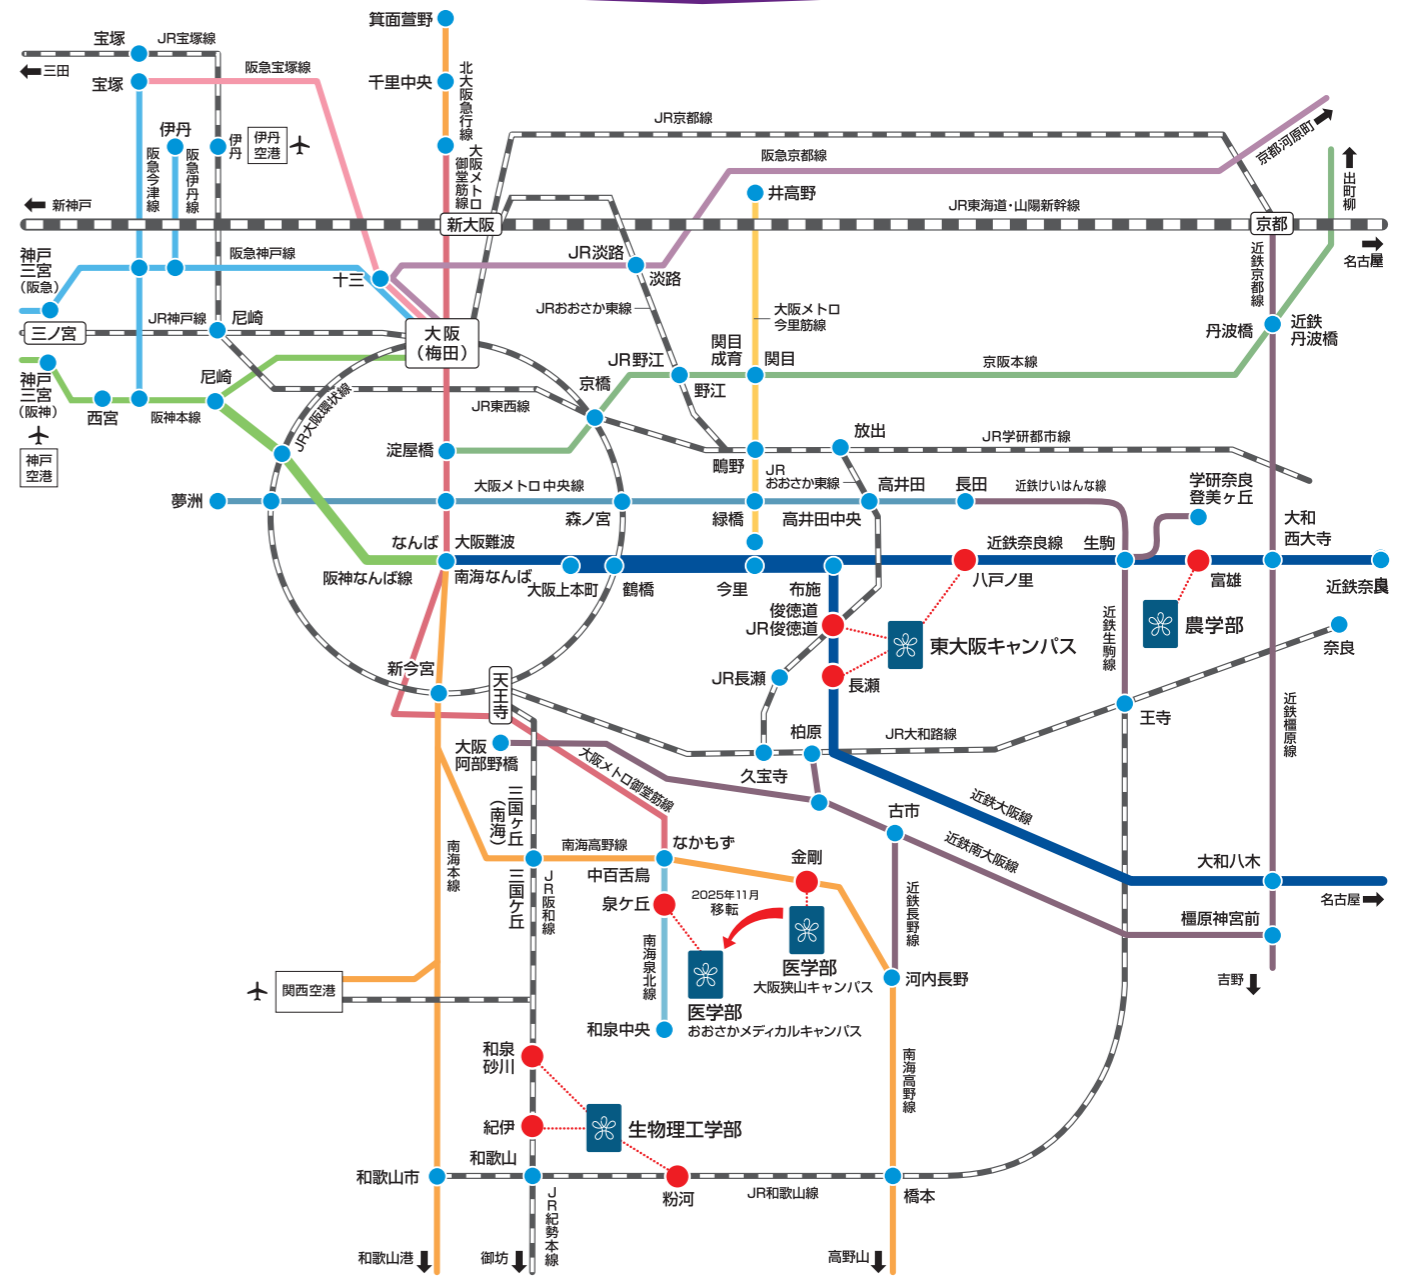 箕面萱野
宝塚
JR宝塚線
三田
宝塚
阪急宝塚線
千里中央
北大阪急行線
伊丹
伊丹
伊丹
空港
大阪メトロ
御堂筋線
阪急今津線
阪急伊丹線
JR京都線
阪急京都線
京都河原町
出町柳
井高野
新神戸
新大阪
JR東海道・山陽新幹線
京都
名古屋
神戸
三宮
(阪急)
阪急神戸線
十三
JR淡路
淡路
近鉄京都線
JRおおさか東線
大阪メトロ
今里筋線
三ノ宮
JR神戸線
尼崎
大阪
(梅田)
丹波橋
近鉄
丹波橋
神戸
三宮
(阪神)
西宮
阪神本線
尼崎
JR大阪環状線
JR東西線
京橋
JR野江
野江
関目
成育
関目
京阪本線
神戸
空港
淀屋橋
鴫野
放出
JR学研都市線
JR
おおさか東線
夢洲
大阪メトロ中央線
森ノ宮
緑橋
高井田
高井田中央
長田
近鉄けいはんな線
学研奈良
登美ヶ丘
大和
西大寺
なんば
大阪難波
阪神なんば線
南海なんば
大阪上本町
鶴橋
今里
布施
近鉄奈良線
八戸ノ里
生駒
富雄
近鉄奈良
俊徳道
JR俊徳道
東大阪キャンパス
農学部
近鉄生駒線
奈良
新今宮
天王寺
JR長瀬
長瀬
王寺
近鉄橿原線
大阪
阿部野橋
柏原
久宝寺
JR大和路線
大阪メトロ御堂筋線
近鉄大阪線
三国ヶ丘
(南海)
南海本線
南海高野線
なかもず
中百舌鳥
古市
近鉄南大阪線
大和八木
名古屋
三国ケ丘
JR阪和線
泉ケ丘
2025年11月
移転
金剛
近鉄長野線
橿原神宮前
南海泉北線
医学部
大阪狭山キャンパス
河内長野
吉野
関西空港
医学部
おおさかメディカルキャンパス
和泉中央
和泉
砂川
南海高野線
紀伊
生物理工学部
和歌山市
和歌山
粉河
JR和歌山線
橋本
JR紀勢本線
和歌山港
御坊
高野山